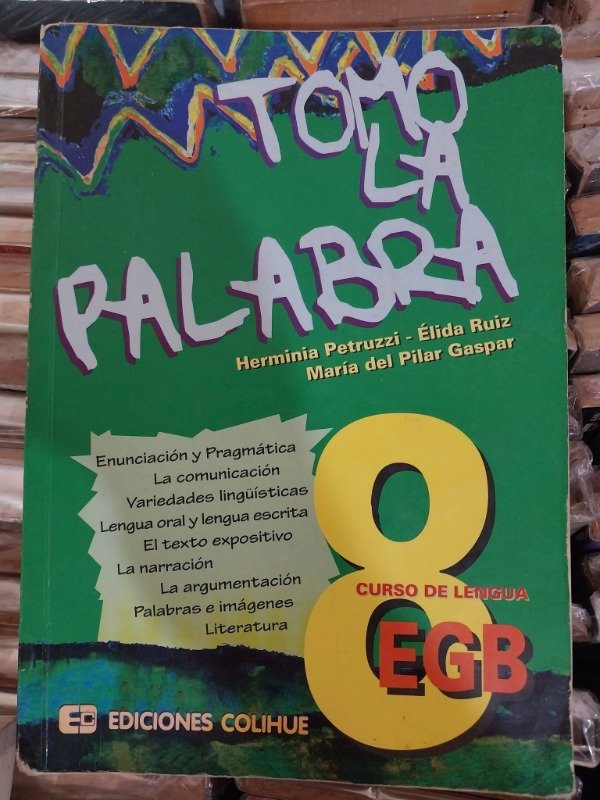 TOMO
LA
PALABRA
Herminia Petruzzi - Élida Ruiz
María del Pilar Gaspar
Enunciación y Pragmática
La comunicación
Variedades lingüísticas
Lengua oral y lengua escrita
El texto expositivo
La narración
La argumentación
Palabras e imágenes
Literatura
8
CURSO DE LENGUA
EGB
EC EDICIONES COLIHUE